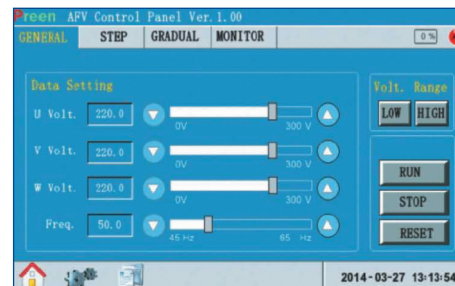 Preen AFV Control Panel Ver.1.00
GENERAL STEP GRADUAL MONITOR 0 %
Data Setting
U Volt. 220.0 0V 300 V
V Volt. 220.0 0V 300 V
W Volt. 220.0 0V 300 V
Freq. 50.0 45 Hz 65 Hz
Volt. Range
LOW HIGH
RUN
STOP
RESET
2014-03-27 13:13:54